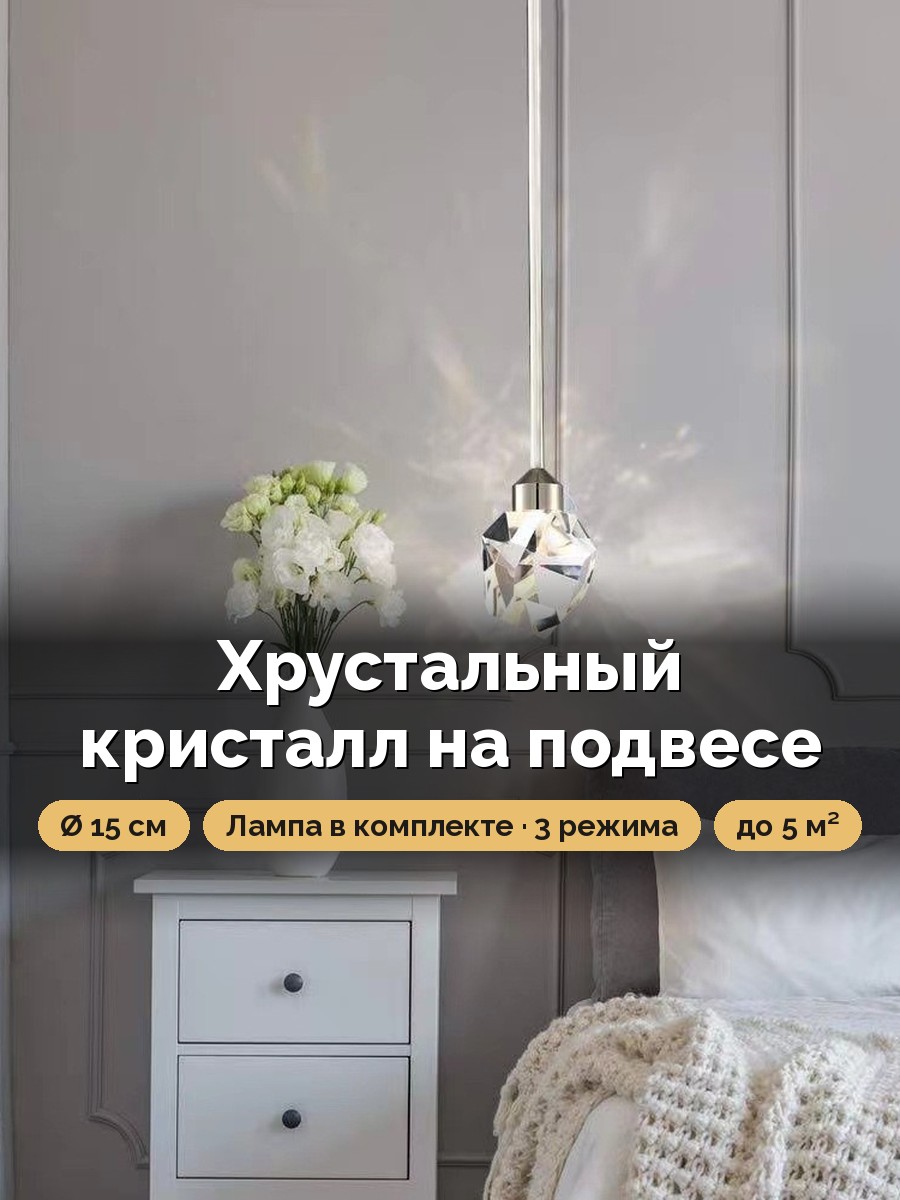 Хрустальный
кристалл на подвесе
Ø 15 см
Лампа в комплекте · 3 режима
до 5 м²